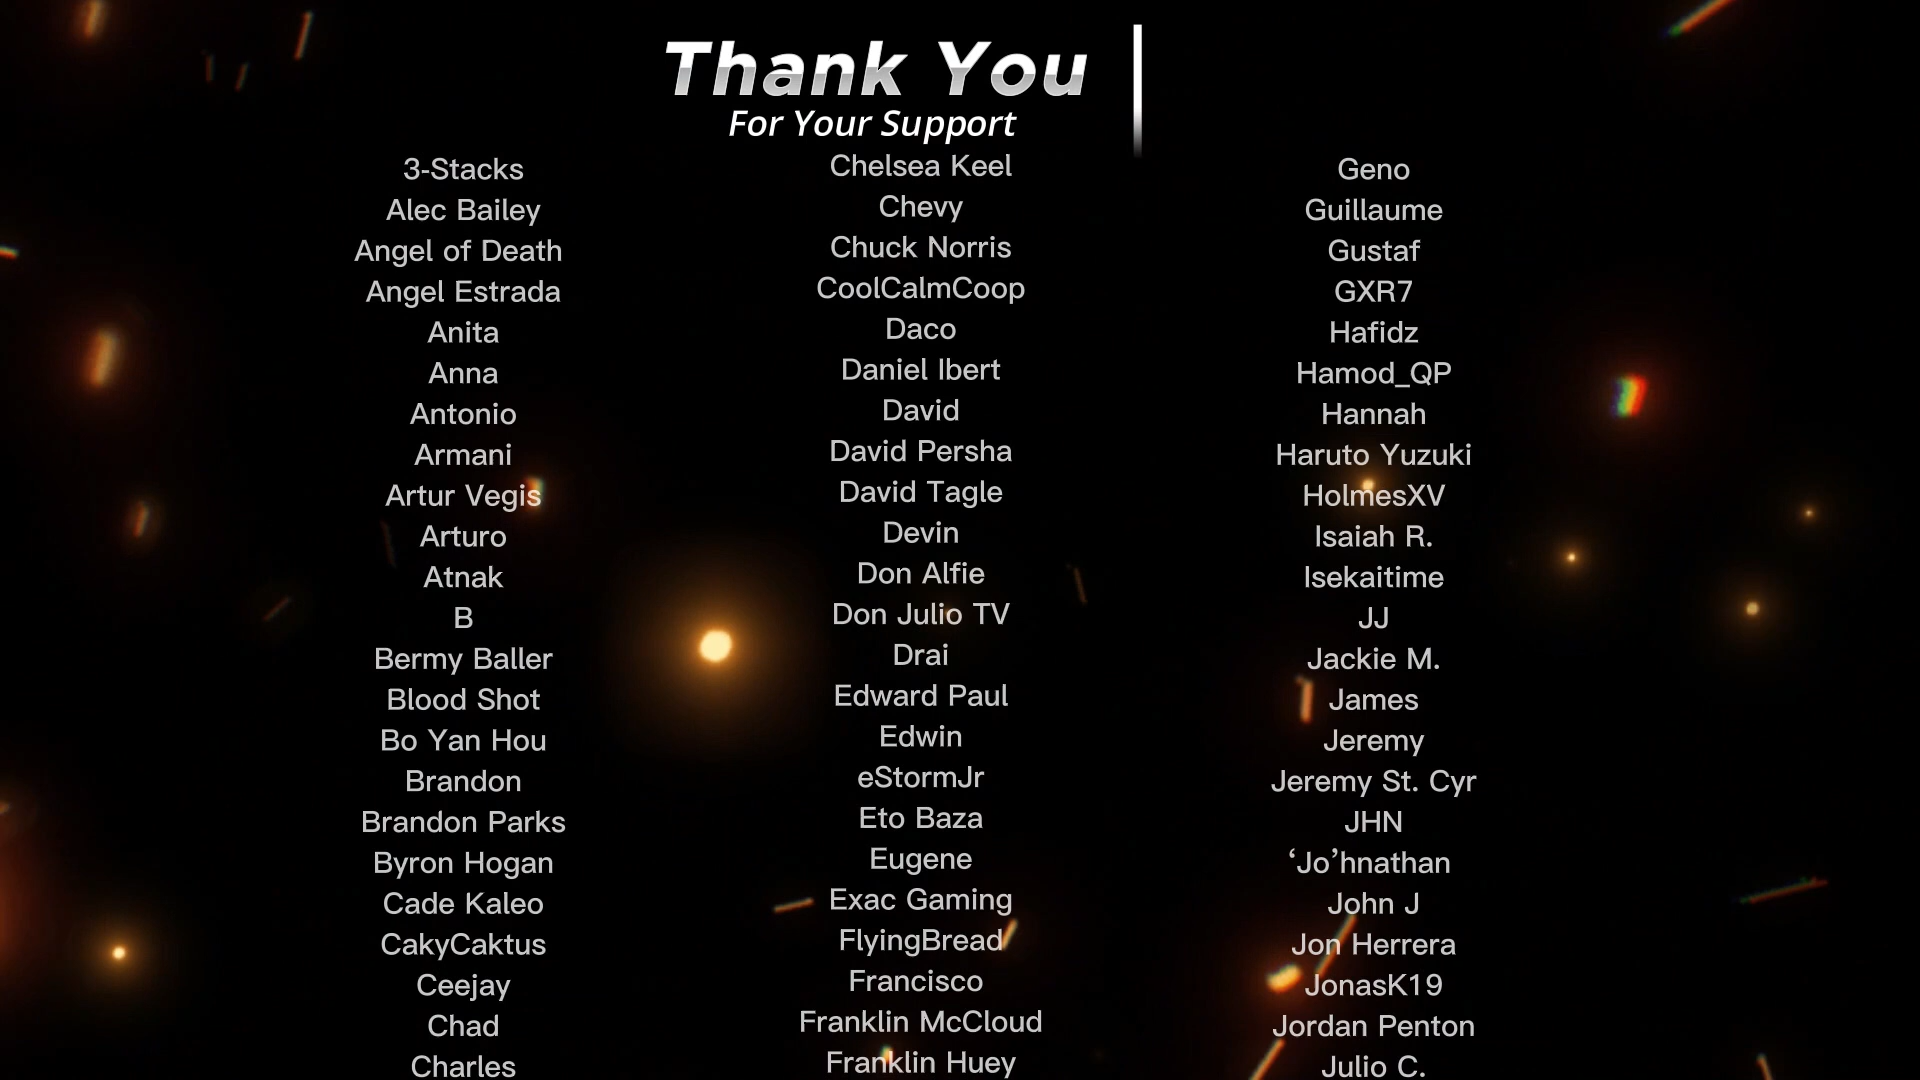 Thank You
For Your Support
3-Stacks
Alec Bailey
Angel of Death
Angel Estrada
Anita
Anna
Antonio
Armani
Artur Vegis
Arturo
Atnak
B
Bermy Baller
Blood Shot
Bo Yan Hou
Brandon
Brandon Parks
Byron Hogan
Cade Kaleo
CakyCaktus
Ceejay
Chad
Charles
Chelsea Keel
Chevy
Chuck Norris
CoolCalmCoop
Daco
Daniel Ibert
David
David Persha
David Tagle
Devin
Don Alfie
Don Julio TV
Drai
Edward Paul
Edwin
eStormJr
Eto Baza
Eugene
Exac Gaming
FlyingBread
Francisco
Franklin McCloud
Franklin Huey
Geno
Guillaume
Gustaf
GXR7
Hafidz
Hamod_QP
Hannah
Haruto Yuzuki
HolmesXV
Isaiah R.
Isekaitime
JJ
Jackie M.
James
Jeremy
Jeremy St. Cyr
JHN
‘Jo’hnathan
John J
Jon Herrera
JonasK19
Jordan Penton
Julio C.